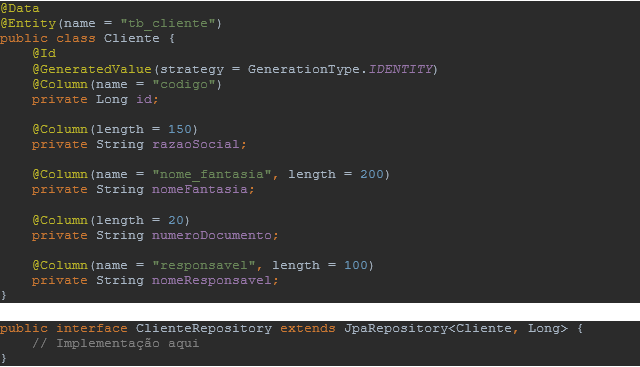 @Data
@Entity(name = "tb_cliente")
public class Cliente {
    @Id
    @GeneratedValue(strategy = GenerationType.IDENTITY)
    @Column(name = "codigo")
    private Long id;

    @Column(length = 150)
    private String razaoSocial;

    @Column(name = "nome_fantasia", length = 200)
    private String nomeFantasia;

    @Column(length = 20)
    private String numeroDocumento;

    @Column(name = "responsavel", length = 100)
    private String nomeResponsavel;
}

public interface ClienteRepository extends JpaRepository<Cliente, Long> {
    // Implementação aqui
}